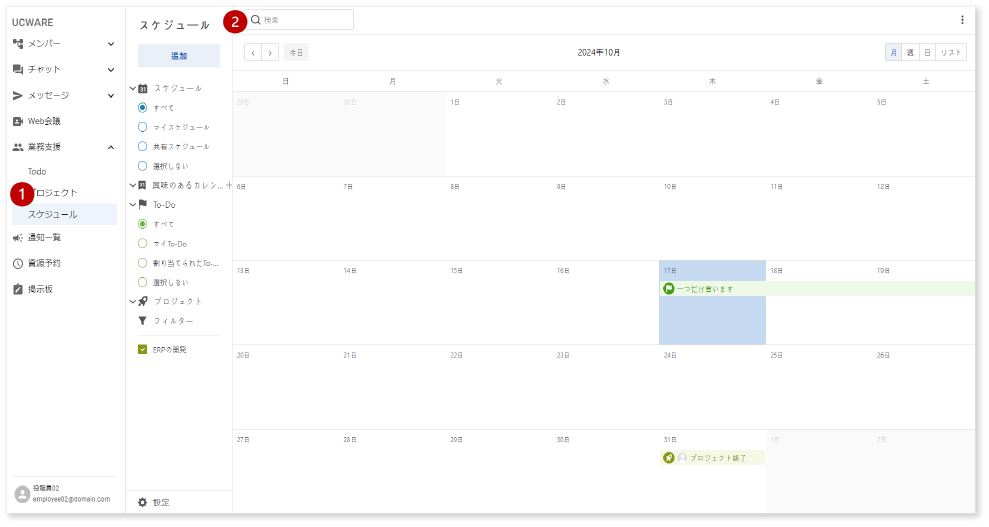 UCWARE
メンバー
チャット
メッセージ
Web会議
業務支援
Todo
1
プロジェクト
スケジュール
通知一覧
資源予約
掲示板
役職員02
employee02@domain.com
スケジュール
追加
スケジュール
すべて
マイスケジュール
共有スケジュール
選択しない
興味のあるカレン... +
To-Do
すべて
マイTo-Do
割り当てられたTo-...
選択しない
プロジェクト
フィルター
ERPの開発
設定
2
検索
< > 今日 2024年10月 月 週 日 リスト
日 月 火 水 木 金 土
29日 30日 1日 2日 3日 4日 5日
6日 7日 8日 9日 10日 11日 12日
13日 14日 15日 16日 17日 18日 19日
一つだけ言います
20日 21日 22日 23日 24日 25日 26日
27日 28日 29日 30日 31日 1日 2日
プロジェクト終了